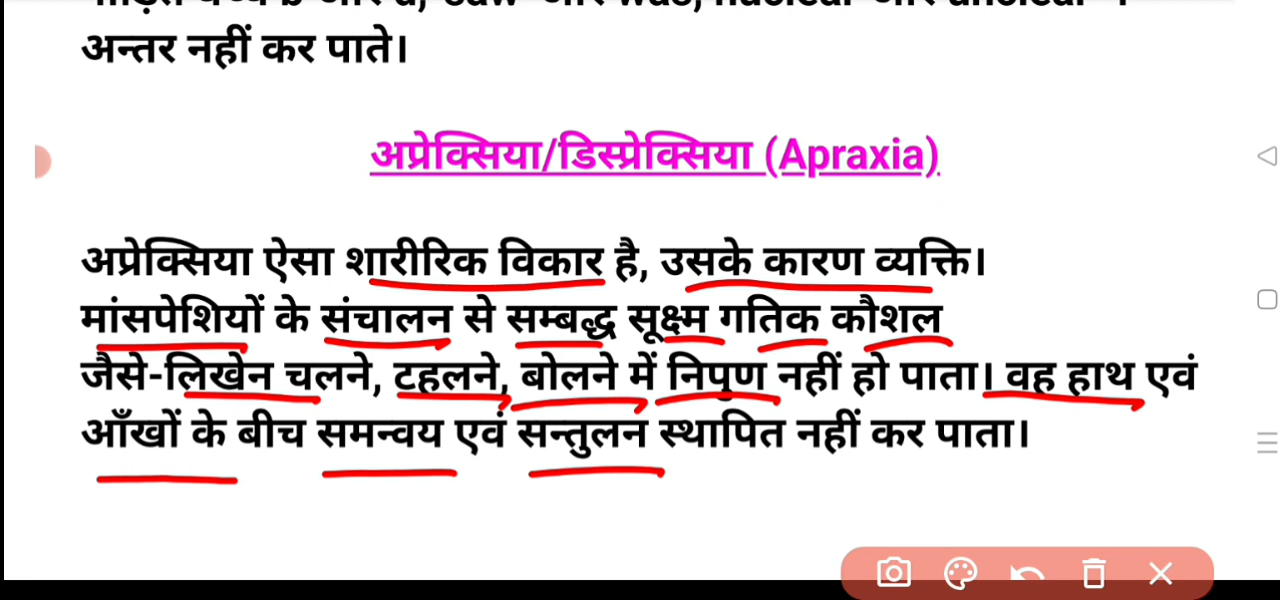 अन्तर नहीं कर पाते।
अप्रेक्सिया/डिस्प्रेक्सिया (Apraxia)
अप्रेक्सिया ऐसा शारीरिक विकार है, उसके कारण व्यक्ति।
मांसपेशियों के संचालन से सम्बद्ध सूक्ष्म गतिक कौशल
जैसे-लिखेन चलने, टहलने, बोलने में निपुण नहीं हो पाता। वह हाथ एवं
आँखों के बीच समन्वय एवं सन्तुलन स्थापित नहीं कर पाता।